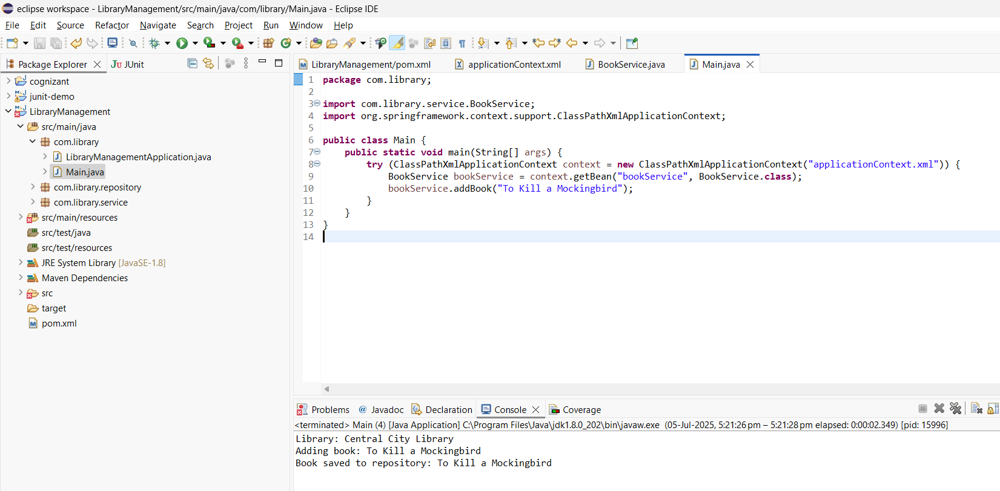 eclipse workspace - LibraryManagement/src/main/java/com/library/Main.java - Eclipse IDE
File Edit Source Refactor Navigate Search Project Run Window Help
Package Explorer
JUnit
cognizant
junit-demo
LibraryManagement
src/main/java
com.library
LibraryManagementApplication.java
Main.java
com.library.repository
com.library.service
src/main/resources
src/test/java
src/test/resources
JRE System Library [JavaSE-1.8]
Maven Dependencies
src
target
pom.xml
LibraryManagement/pom.xml applicationContext.xml BookService.java Main.java
1 package com.library;
2
3 import com.library.service.BookService;
4 import org.springframework.context.support.ClassPathXmlApplicationContext;
5
6 public class Main {
7     public static void main(String[] args) {
8         try (ClassPathXmlApplicationContext context = new ClassPathXmlApplicationContext("applicationContext.xml")) {
9             BookService bookService = context.getBean("bookService", BookService.class);
10             bookService.addBook("To Kill a Mockingbird");
11         }
12     }
13 }
14
Problems @ Javadoc Declaration Console Coverage
<terminated> Main (4) [Java Application] C:\Program Files\Java\jdk1.8.0_202\bin\javaw.exe (05-Jul-2025, 5:21:26 pm – 5:21:28 pm elapsed: 0:00:02.349) [pid: 15996]
Library: Central City Library
Adding book: To Kill a Mockingbird
Book saved to repository: To Kill a Mockingbird